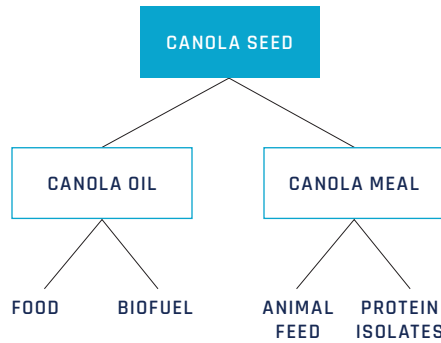 CANOLA SEED
CANOLA OIL
CANOLA MEAL
FOOD
BIOFUEL
ANIMAL
FEED
PROTEIN
ISOLATES